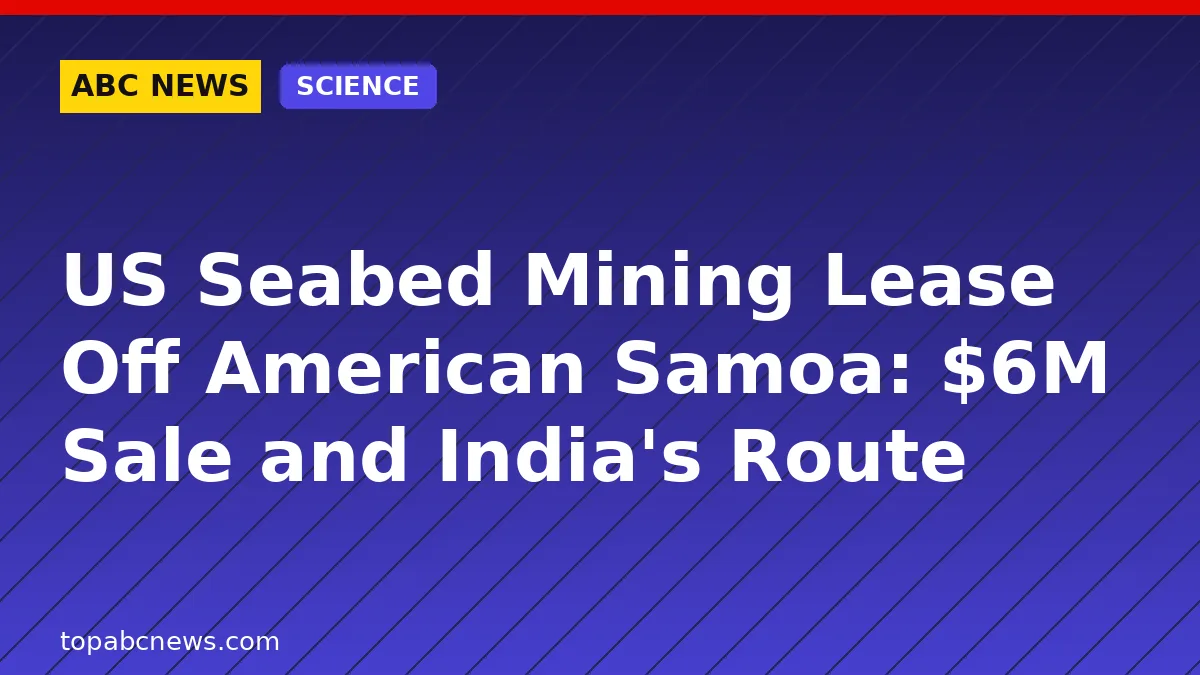 ABC NEWS
SCIENCE
US Seabed Mining Lease
Off American Samoa: $6M
Sale and India's Route
topabcnews.com